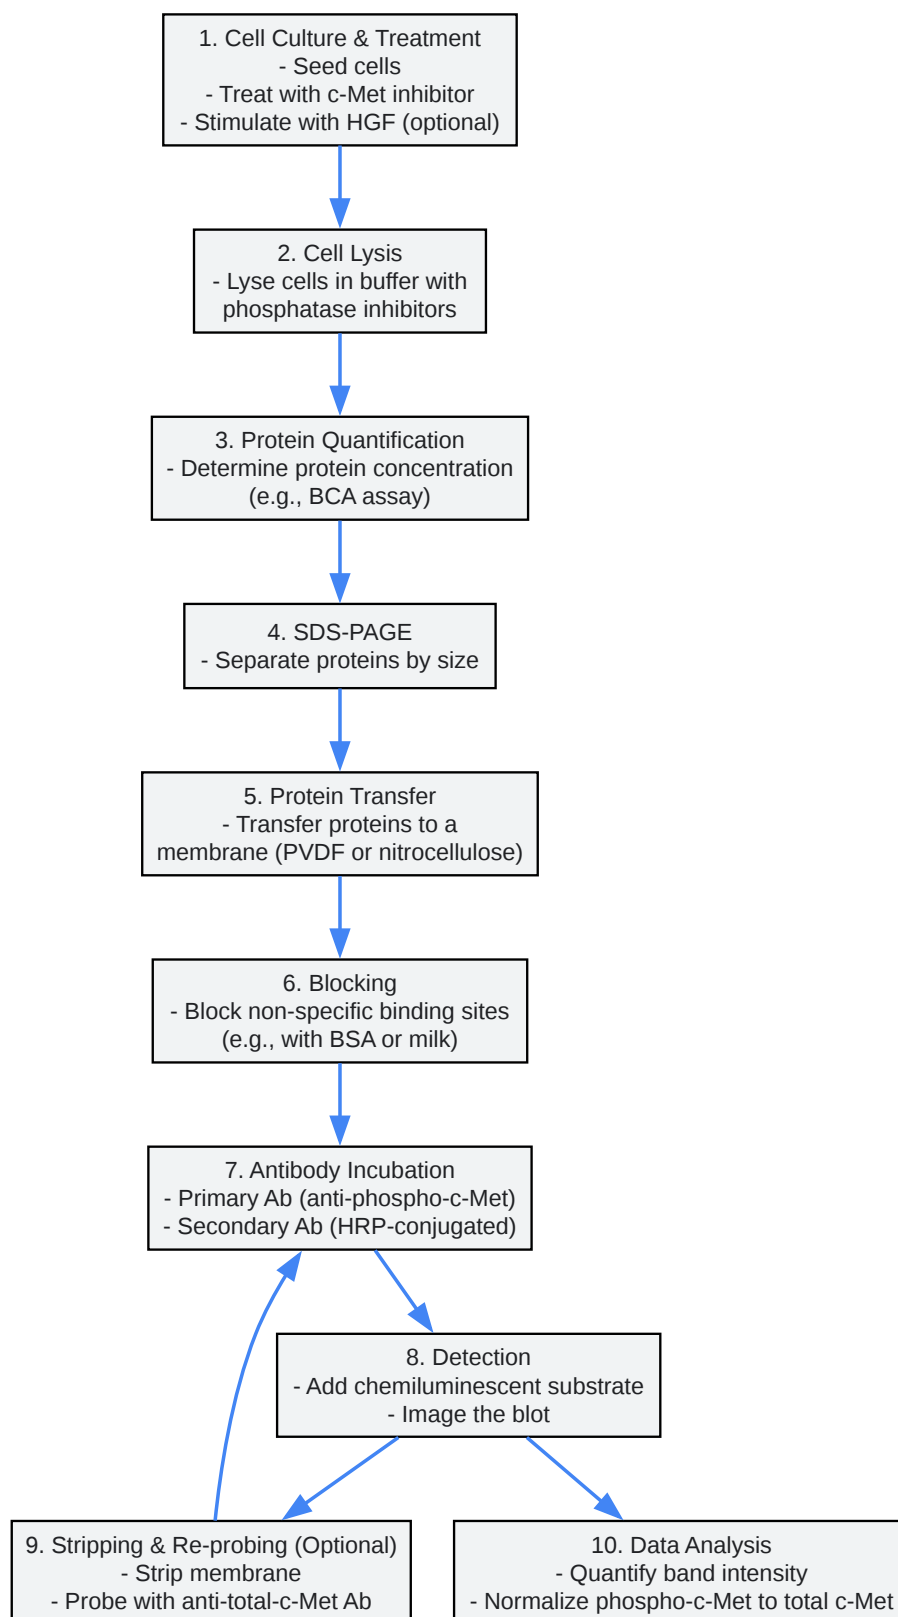 1. Cell Culture & Treatment
- Seed cells
- Treat with c-Met inhibitor
- Stimulate with HGF (optional)
2. Cell Lysis
- Lyse cells in buffer with
phosphatase inhibitors
3. Protein Quantification
- Determine protein concentration
(e.g., BCA assay)
4. SDS-PAGE
- Separate proteins by size
5. Protein Transfer
- Transfer proteins to a
membrane (PVDF or nitrocellulose)
6. Blocking
- Block non-specific binding sites
(e.g., with BSA or milk)
7. Antibody Incubation
- Primary Ab (anti-phospho-c-Met)
- Secondary Ab (HRP-conjugated)
8. Detection
- Add chemiluminescent substrate
- Image the blot
9. Stripping & Re-probing (Optional)
- Strip membrane
- Probe with anti-total-c-Met Ab
10. Data Analysis
- Quantify band intensity
- Normalize phospho-c-Met to total c-Met